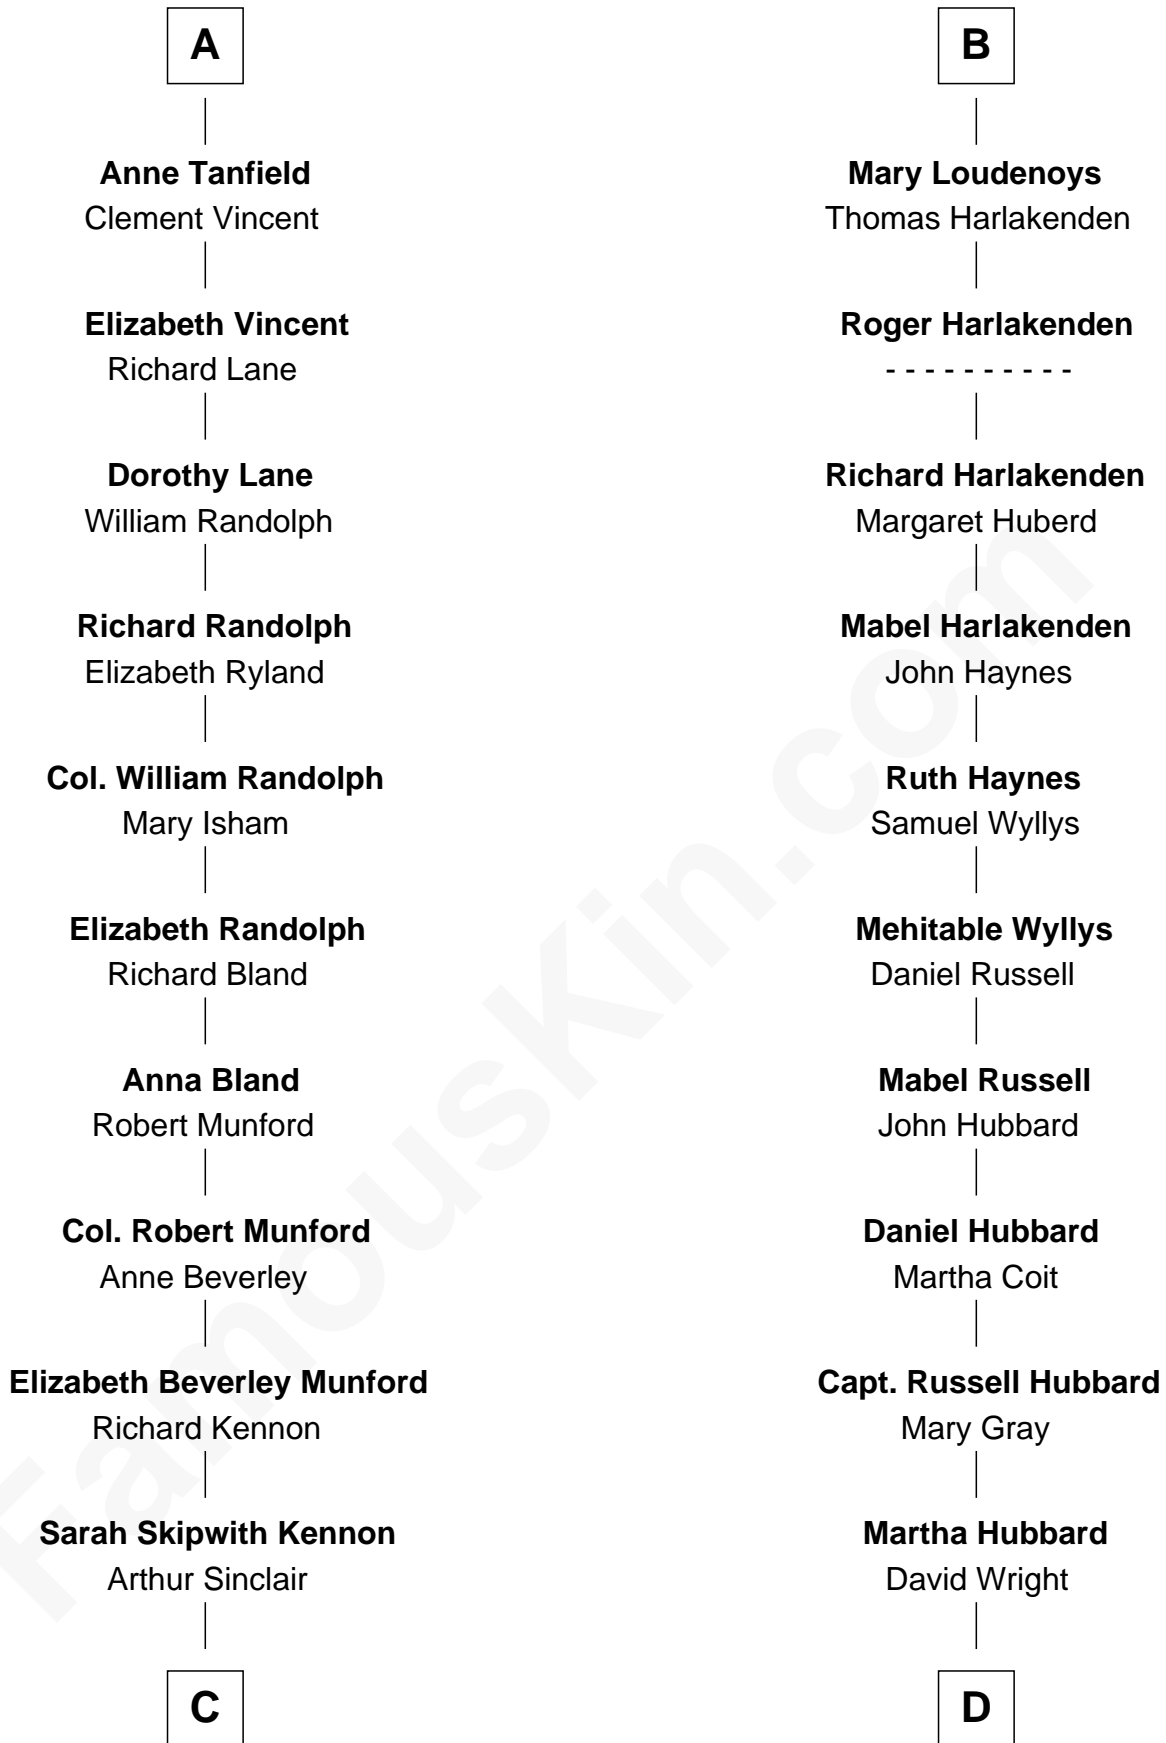 A
Anne Tanfield
Clement Vincent
Elizabeth Vincent
Richard Lane
Dorothy Lane
William Randolph
Richard Randolph
Elizabeth Ryland
Col. William Randolph
Mary Isham
Elizabeth Randolph
Richard Bland
Anna Bland
Robert Munford
Col. Robert Munford
Anne Beverley
Elizabeth Beverley Munford
Richard Kennon
Sarah Skipwith Kennon
Arthur Sinclair
C
B
Mary Loudenoys
Thomas Harlakenden
Roger Harlakenden
- - - - - - - - - -
Richard Harlakenden
Margaret Huberd
Mabel Harlakenden
John Haynes
Ruth Haynes
Samuel Wyllys
Mehitable Wyllys
Daniel Russell
Mabel Russell
John Hubbard
Daniel Hubbard
Martha Coit
Capt. Russell Hubbard
Mary Gray
Martha Hubbard
David Wright
D
FamousKin.com